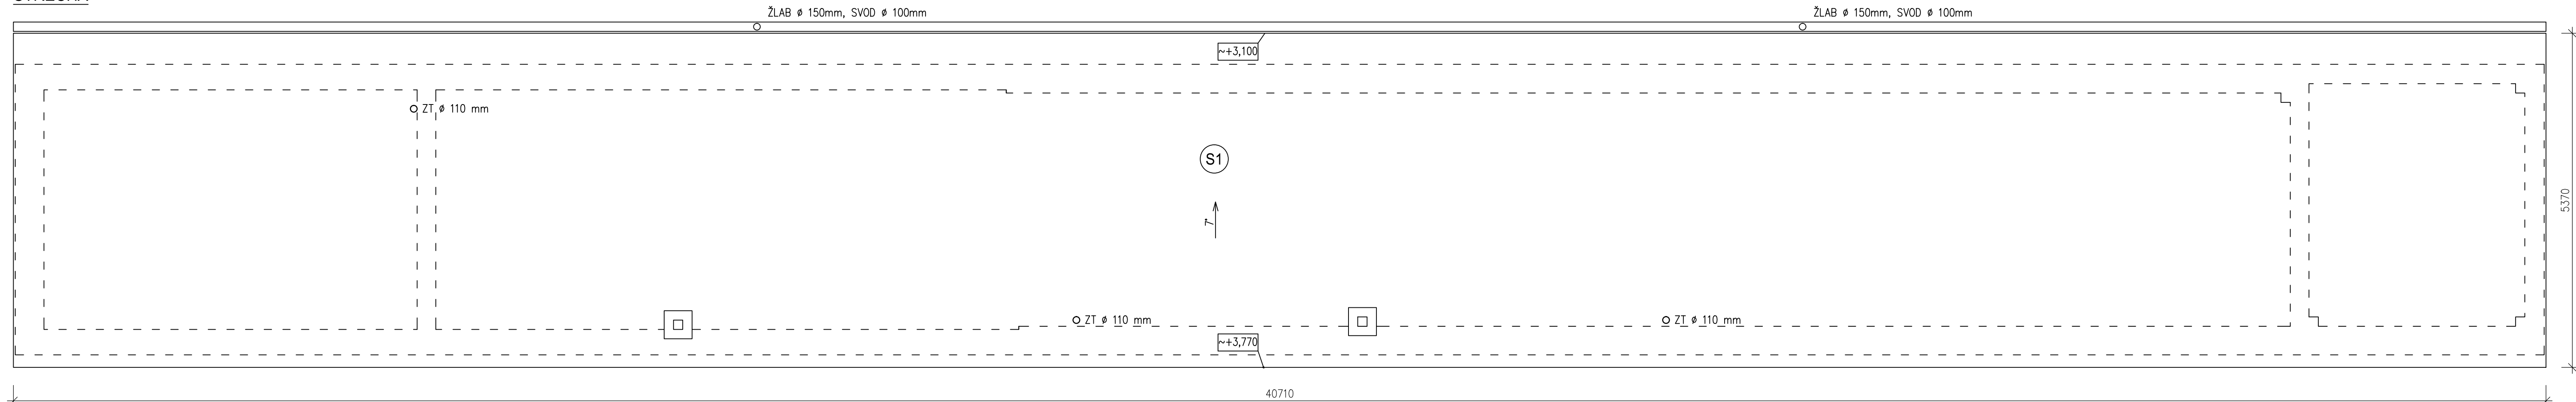 ŽLAB ø 150mm, SVOD ø 100mm
ŽLAB ø 150mm, SVOD ø 100mm
~+3,100
ZT ø 110 mm
S1
7
5370
ZT ø 110 mm
ZT ø 110 mm
~+3,770
40710